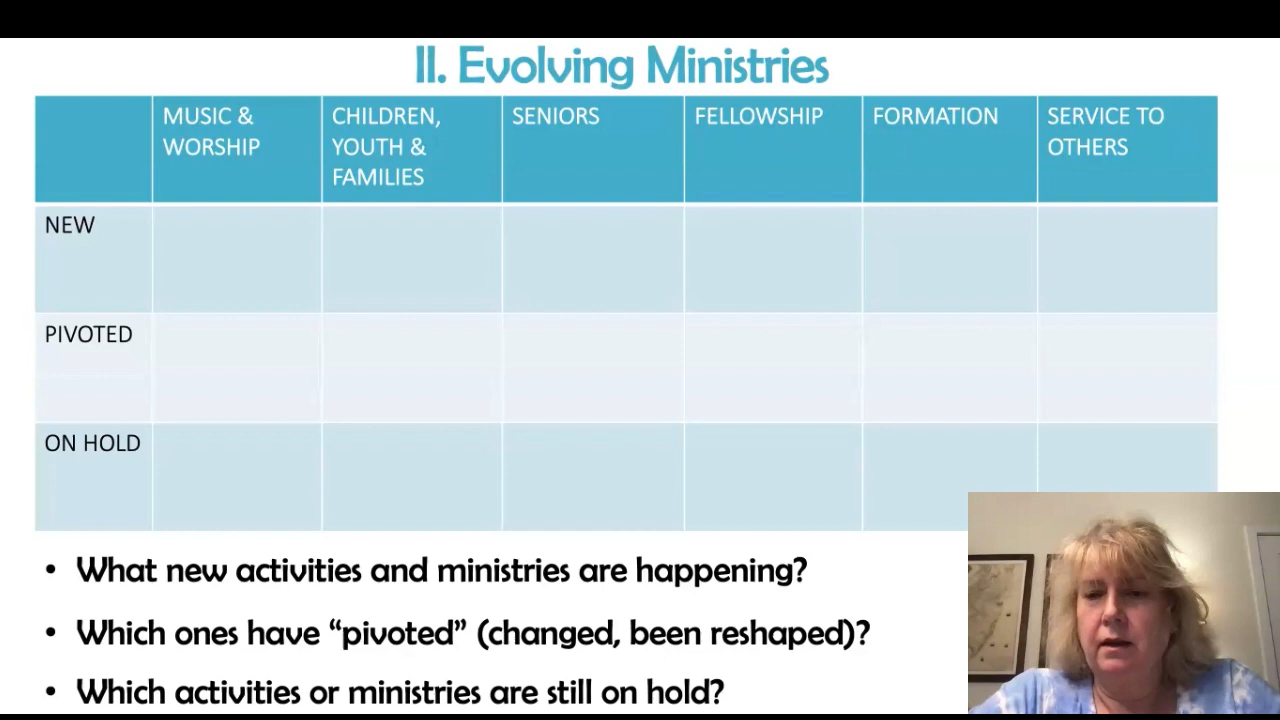 II. Evolving Ministries
MUSIC &
WORSHIP
CHILDREN,
YOUTH &
FAMILIES
SENIORS
FELLOWSHIP
FORMATION
SERVICE TO
OTHERS
NEW
PIVOTED
ON HOLD
• What new activities and ministries are happening?
• Which ones have “pivoted” (changed, been reshaped)?
• Which activities or ministries are still on hold?